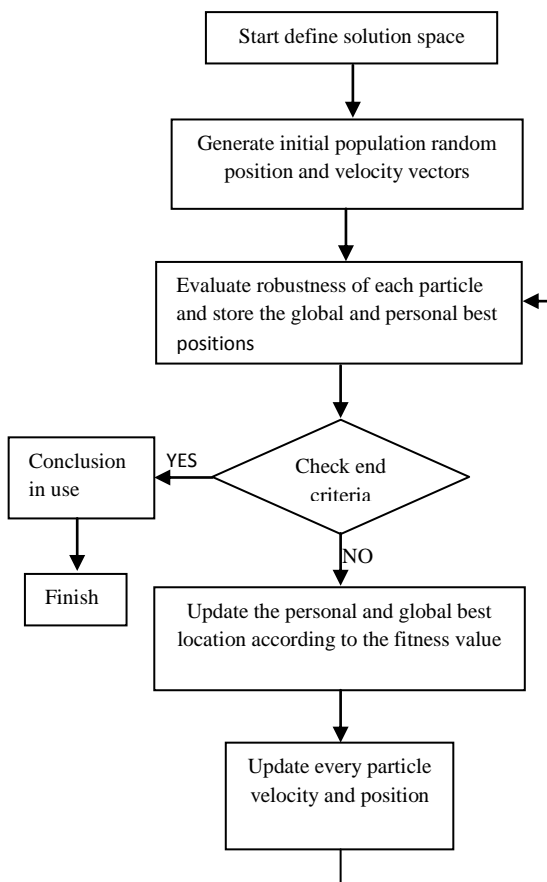 Start define solution space
Generate initial population random
position and velocity vectors
Evaluate robustness of each particle
and store the global and personal best
positions
Check end
criteria
YES
Conclusion
in use
Finish
NO
Update the personal and global best
location according to the fitness value
Update every particle
velocity and position